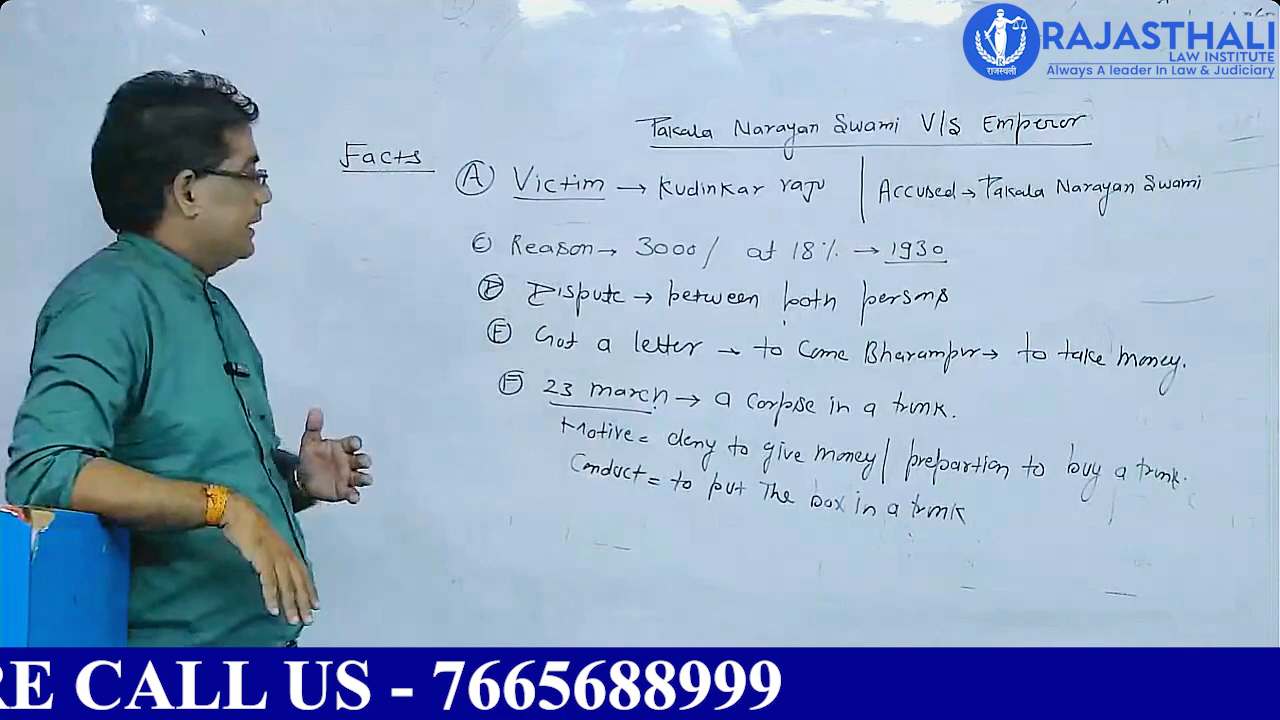 RAJASTHALI
LAW INSTITUTE
राजस्थली
Always A leader In Law & Judiciary
Pakala Narayan Swami V/S Emperor
Facts
(A) Victim → Kudinkar raju | Accused → Pakala Narayan Swami
(C) Reason → 3000/ at 18% → 1930
(D) Dispute → between both persons
(E) Got a letter → to Come Bharampur → to take money.
(F) 23 march → a corpse in a trunk.
Motive = deny to give money / prepartion to buy a trunk.
Conduct = to put The box in a trunk
RE CALL US - 7665688999